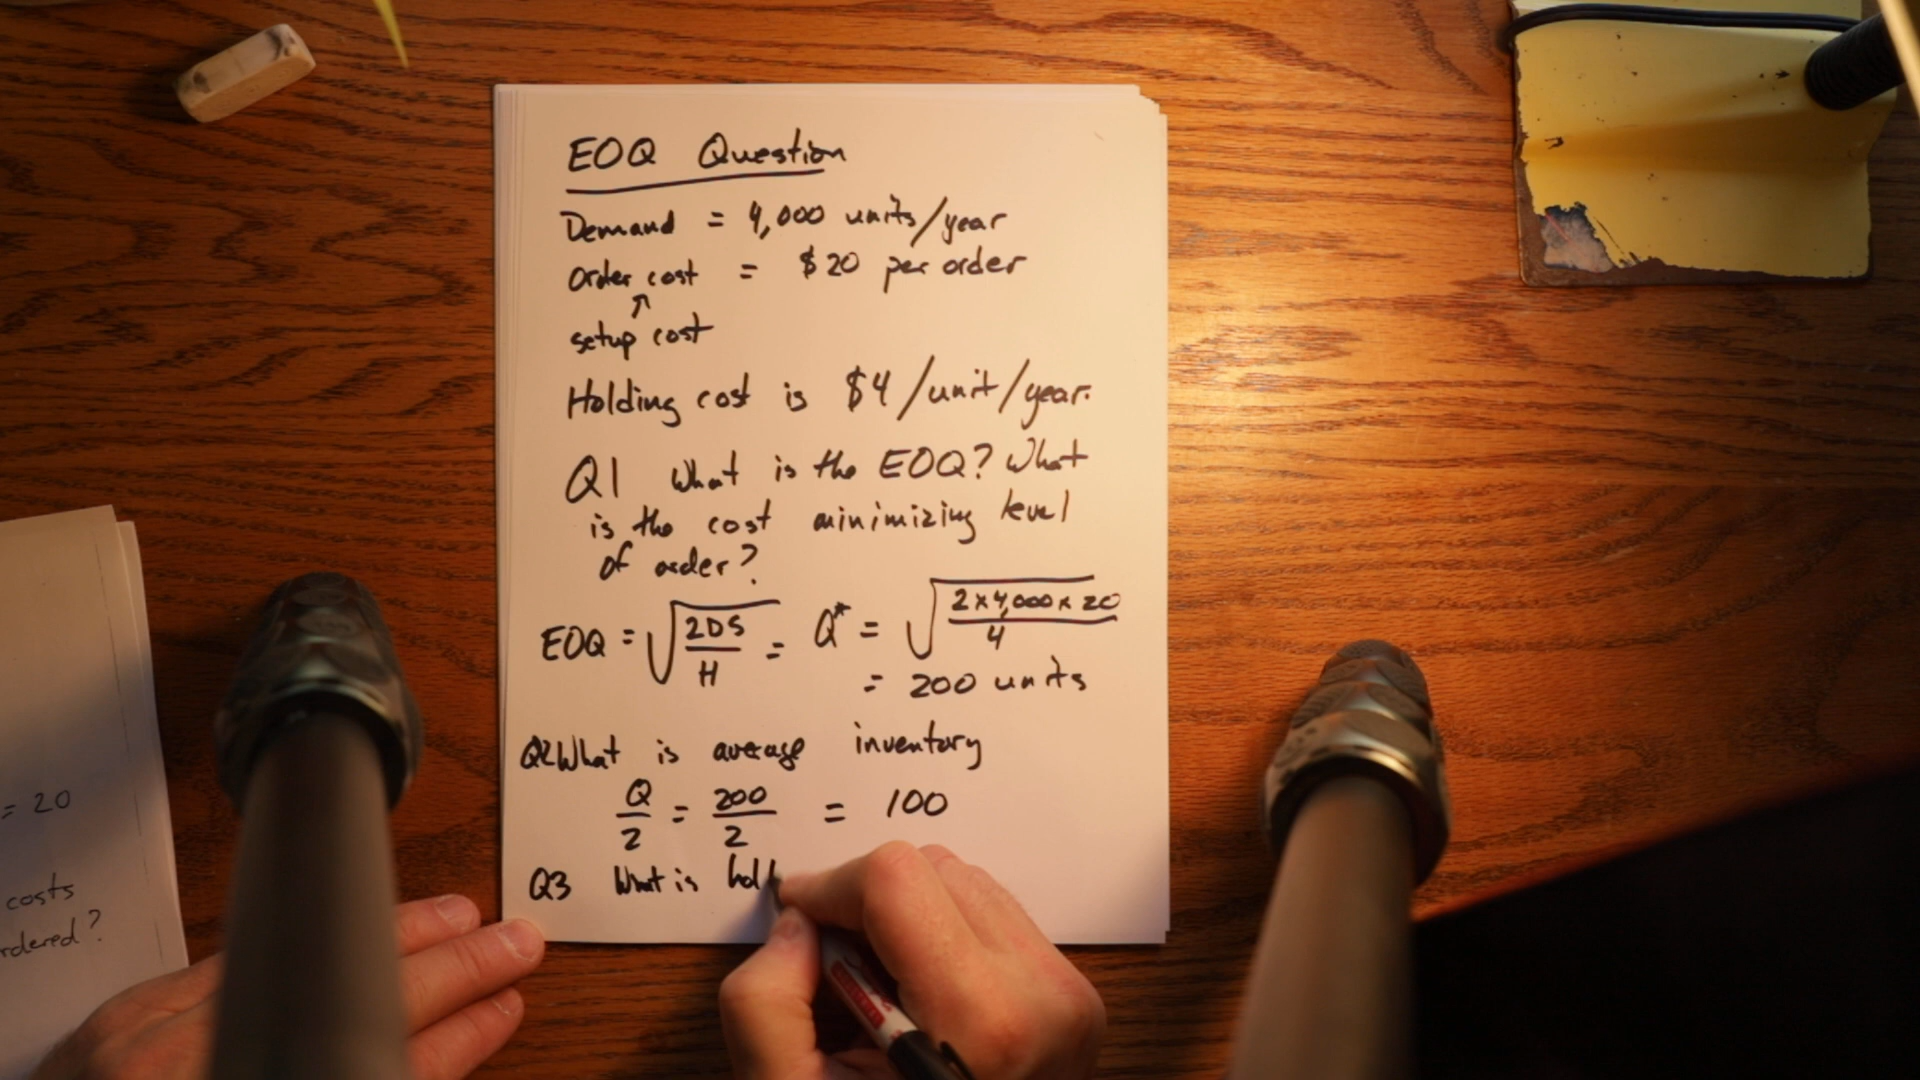 EOQ Question
Demand = 4,000 units/year
Order cost = $20 per order
↑
setup cost
Holding cost is $4/unit/year.
Q1 What is the EOQ? What
is the cost minimizing level
of order?
EOQ = √(2DS/H) = Q* = √(2×4,000×20/4)
= 200 units
Q2 What is average inventory
Q/2 = 200/2 = 100
Q3 What is hold
= 20
costs
rdered?